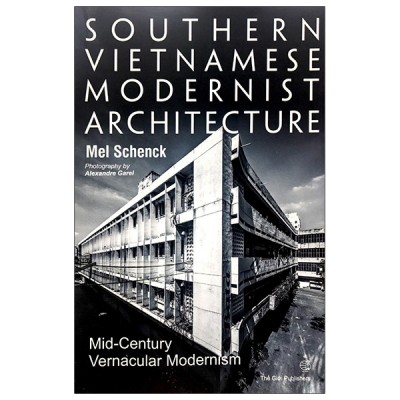 SOUTHERN
VIETNAMESE
MODERNIST
ARCHITECTURE
Mel Schenck
Photography by
Alexandre Garel
Mid-Century
Vernacular Modernism
Thế Giới Publishers